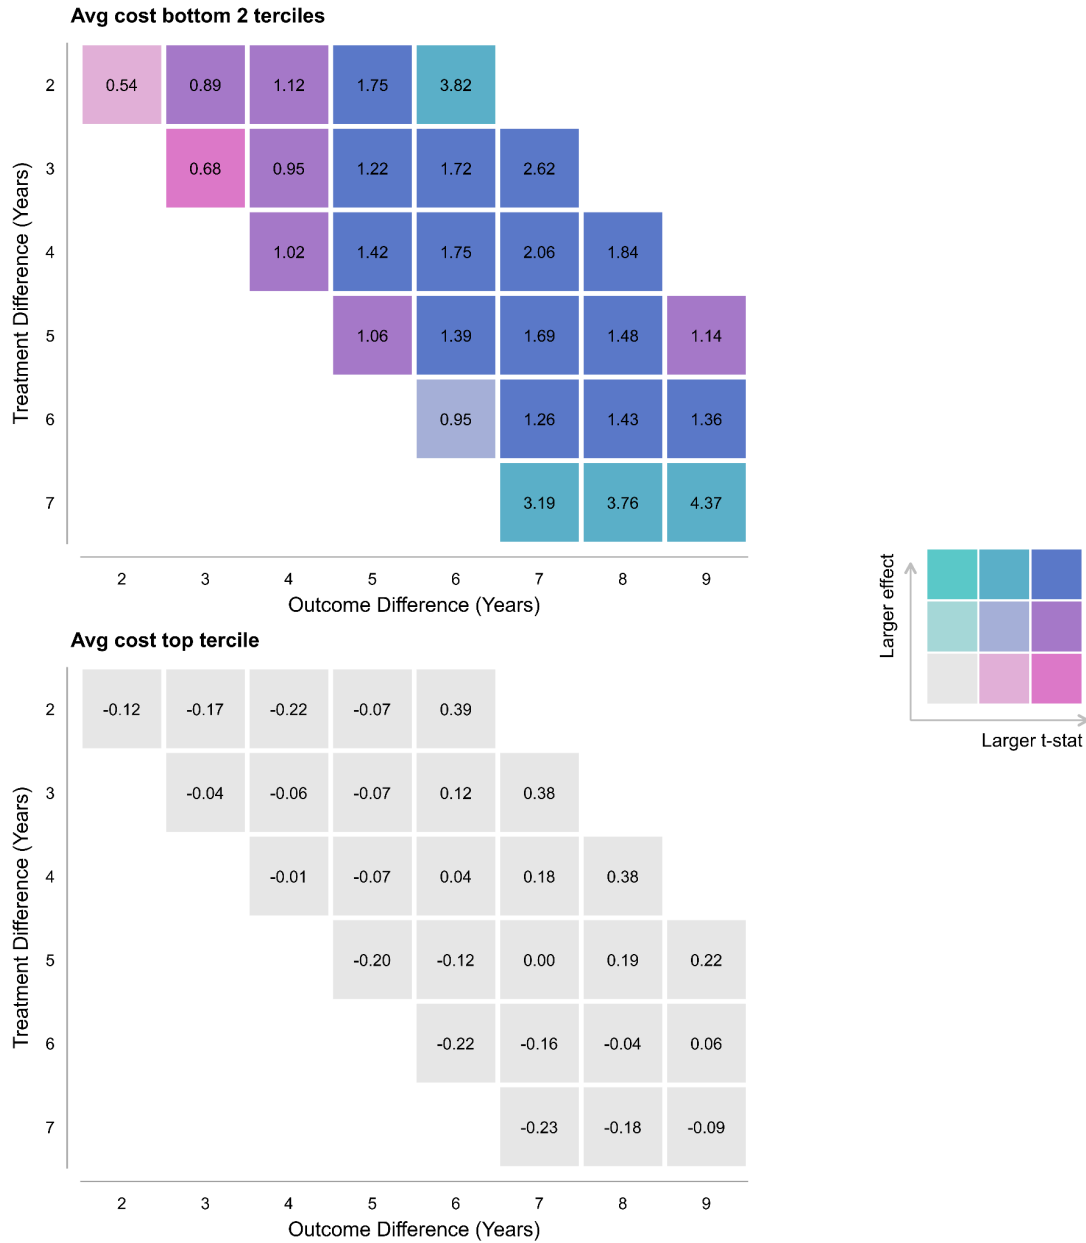 Avg cost bottom 2 terciles
Treatment Difference (Years)
2 0.54 0.89 1.12 1.75 3.82
3 0.68 0.95 1.22 1.72 2.62
4 1.02 1.42 1.75 2.06 1.84
5 1.06 1.39 1.69 1.48 1.14
6 0.95 1.26 1.43 1.36
7 3.19 3.76 4.37
2 3 4 5 6 7 8 9
Outcome Difference (Years)
Larger effect
Larger t-stat
Avg cost top tercile
Treatment Difference (Years)
2 -0.12 -0.17 -0.22 -0.07 0.39
3 -0.04 -0.06 -0.07 0.12 0.38
4 -0.01 -0.07 0.04 0.18 0.38
5 -0.20 -0.12 0.00 0.19 0.22
6 -0.22 -0.16 -0.04 0.06
7 -0.23 -0.18 -0.09
2 3 4 5 6 7 8 9
Outcome Difference (Years)